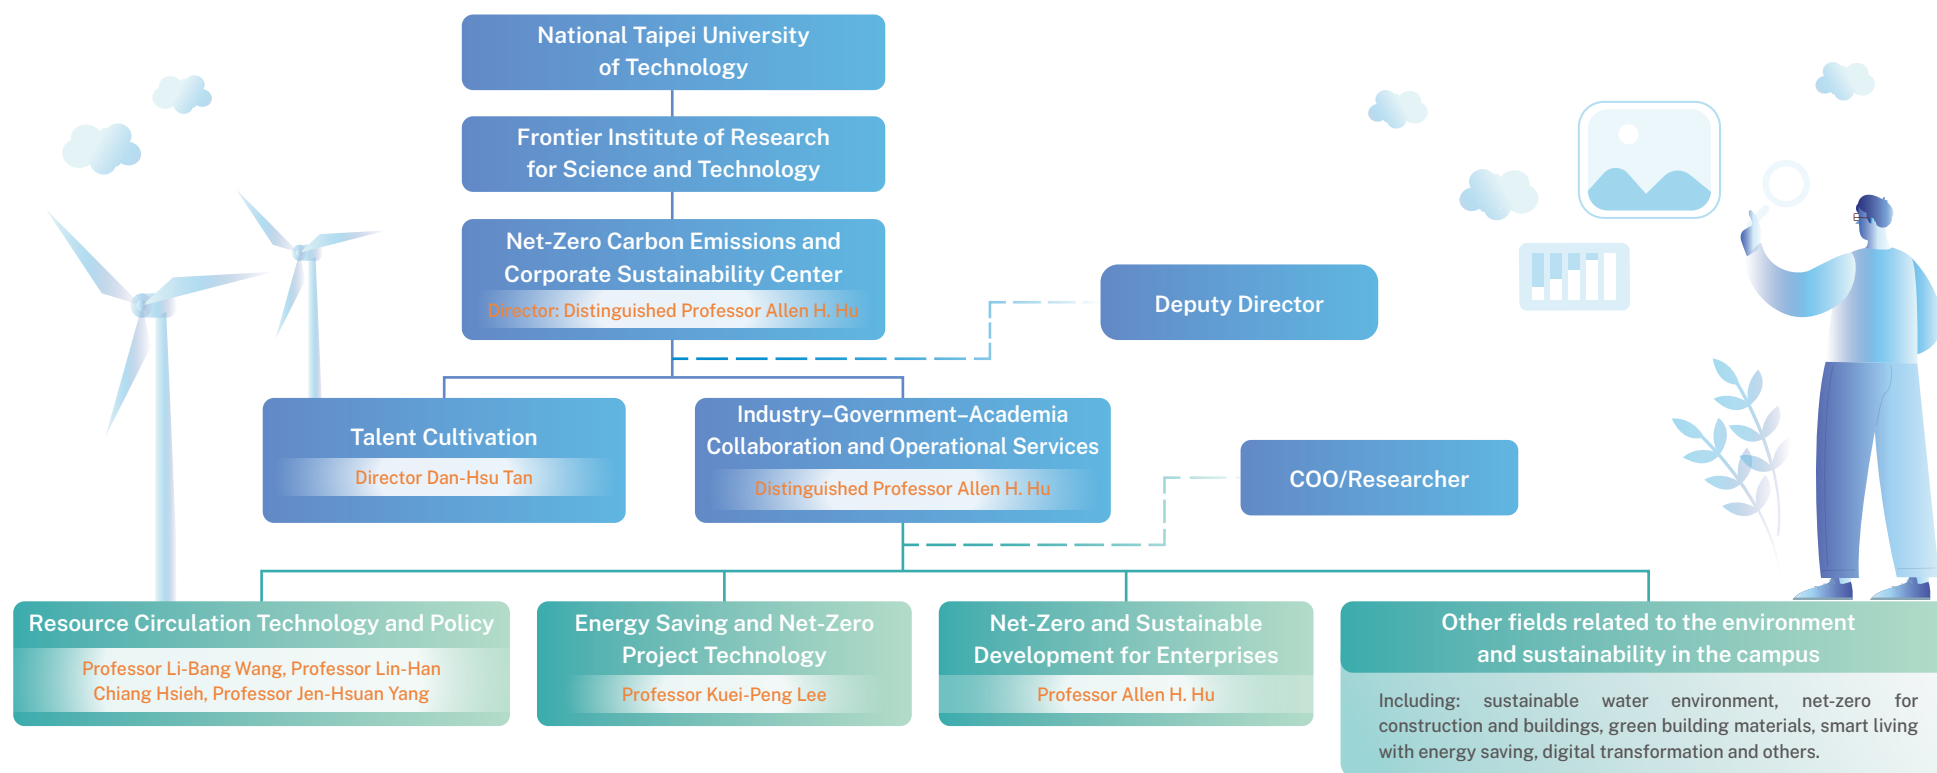 National Taipei University
of Technology
Frontier Institute of Research
for Science and Technology
Net-Zero Carbon Emissions and
Corporate Sustainability Center
Director: Distinguished Professor Allen H. Hu
Deputy Director
Talent Cultivation
Director Dan-Hsu Tan
Industry–Government–Academia
Collaboration and Operational Services
Distinguished Professor Allen H. Hu
COO/Researcher
Resource Circulation Technology and Policy
Professor Li-Bang Wang, Professor Lin-Han
Chiang Hsieh, Professor Jen-Hsuan Yang
Energy Saving and Net-Zero
Project Technology
Professor Kuei-Peng Lee
Net-Zero and Sustainable
Development for Enterprises
Professor Allen H. Hu
Other fields related to the environment
and sustainability in the campus
Including: sustainable water environment, net-zero for
construction and buildings, green building materials, smart living
with energy saving, digital transformation and others.